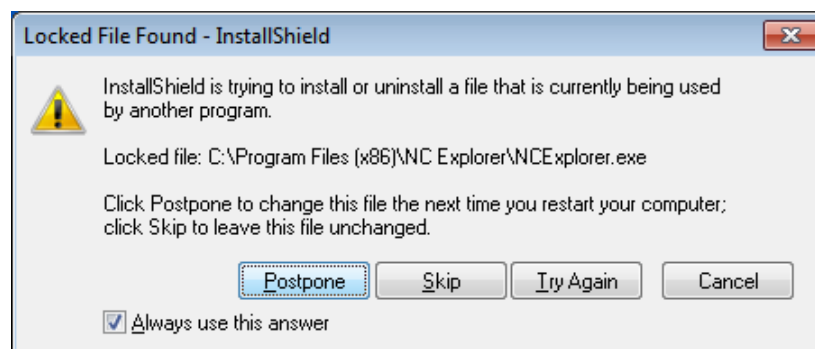 Locked File Found - InstallShield
InstallShield is trying to install or uninstall a file that is currently being used
by another program.
Locked file: C:\Program Files (x86)\NC Explorer\NCExplorer.exe
Click Postpone to change this file the next time you restart your computer;
click Skip to leave this file unchanged.
Postpone Skip Try Again Cancel
Always use this answer